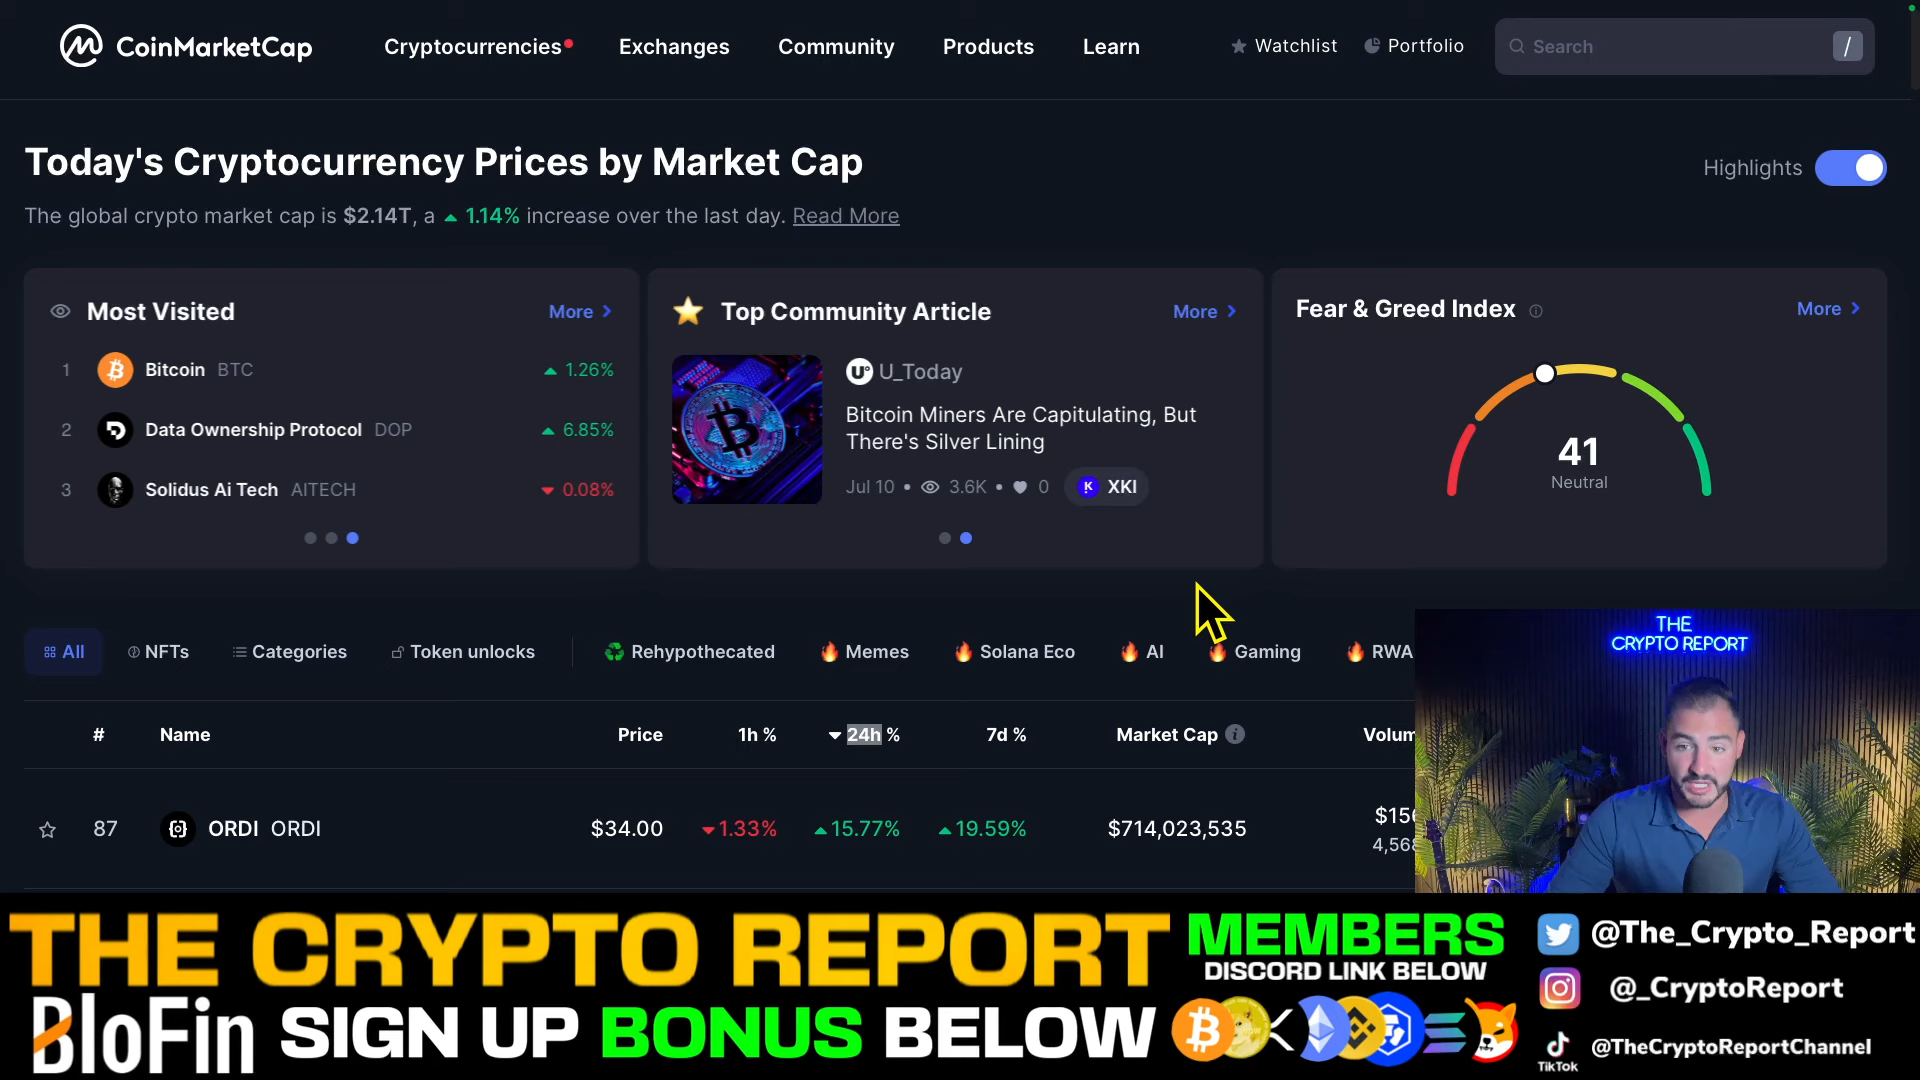 CoinMarketCap
Cryptocurrencies Exchanges Community Products Learn
Watchlist Portfolio Search /
Today's Cryptocurrency Prices by Market Cap
Highlights
The global crypto market cap is $2.14T, a 1.14% increase over the last day. Read More
Most Visited More
1 Bitcoin BTC 1.26%
2 Data Ownership Protocol DOP 6.85%
3 Solidus Ai Tech AITECH 0.08%
Top Community Article More
U_Today
Bitcoin Miners Are Capitulating, But
There's Silver Lining
Jul 10 • 3.6K • 0 XKI
Fear & Greed Index More
41
Neutral
All NFTs Categories Token unlocks Rehypothecated Memes Solana Eco AI Gaming RWA
# Name Price 1h % 24h % 7d % Market Cap Volum
87 ORDI ORDI $34.00 1.33% 15.77% 19.59% $714,023,535
THE
CRYPTO REPORT
THE CRYPTO REPORT
BloFin SIGN UP BONUS BELOW
MEMBERS
DISCORD LINK BELOW
@The_Crypto_Report
@_CryptoReport
TikTok
@TheCryptoReportChannel